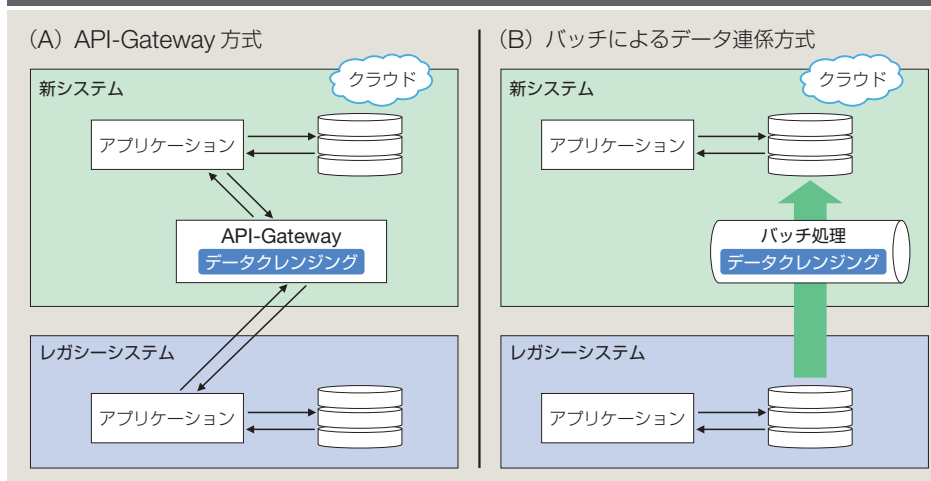 (A) API-Gateway 方式
新システム
クラウド
アプリケーション
API-Gateway
データクレンジング
レガシーシステム
アプリケーション
(B) バッチによるデータ連係方式
新システム
クラウド
アプリケーション
バッチ処理
データクレンジング
レガシーシステム
アプリケーション